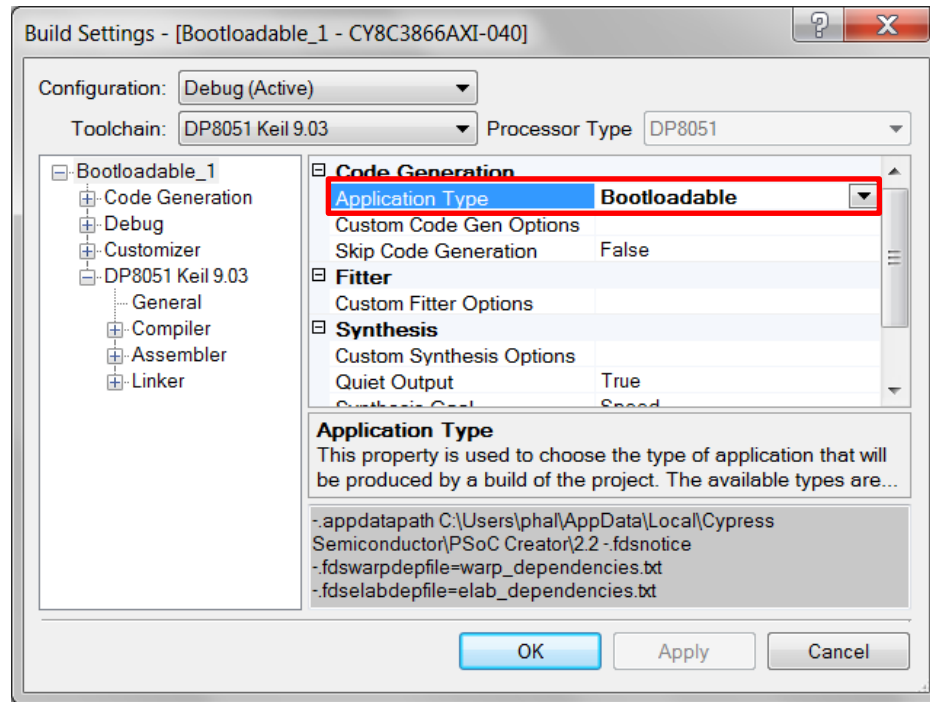 Build Settings - [Bootloadable_1 - CY8C3866AXI-040]
Configuration: Debug (Active)
Toolchain: DP8051 Keil 9.03 Processor Type DP8051
Bootloadable_1
Code Generation
Debug
Customizer
DP8051 Keil 9.03
General
Compiler
Assembler
Linker
Code Generation
Application Type Bootloadable
Custom Code Gen Options
Skip Code Generation False
Fitter
Custom Fitter Options
Synthesis
Custom Synthesis Options
Quiet Output True
Synthesis Goal Speed
Application Type
This property is used to choose the type of application that will
be produced by a build of the project. The available types are...
-.appdatapath C:\Users\phal\AppData\Local\Cypress
Semiconductor\PSoC Creator\2.2 -.fdsnotice
-.fdswarpdepfile=warp_dependencies.txt
-.fdselabdepfile=elab_dependencies.txt
OK Apply Cancel